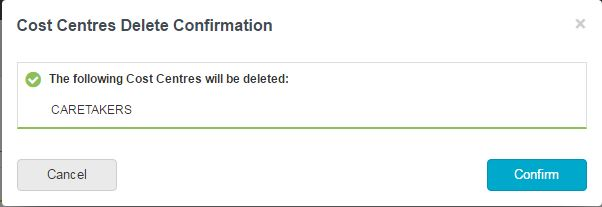 Cost Centres Delete Confirmation
The following Cost Centres will be deleted:
CARETAKERS
Cancel
Confirm